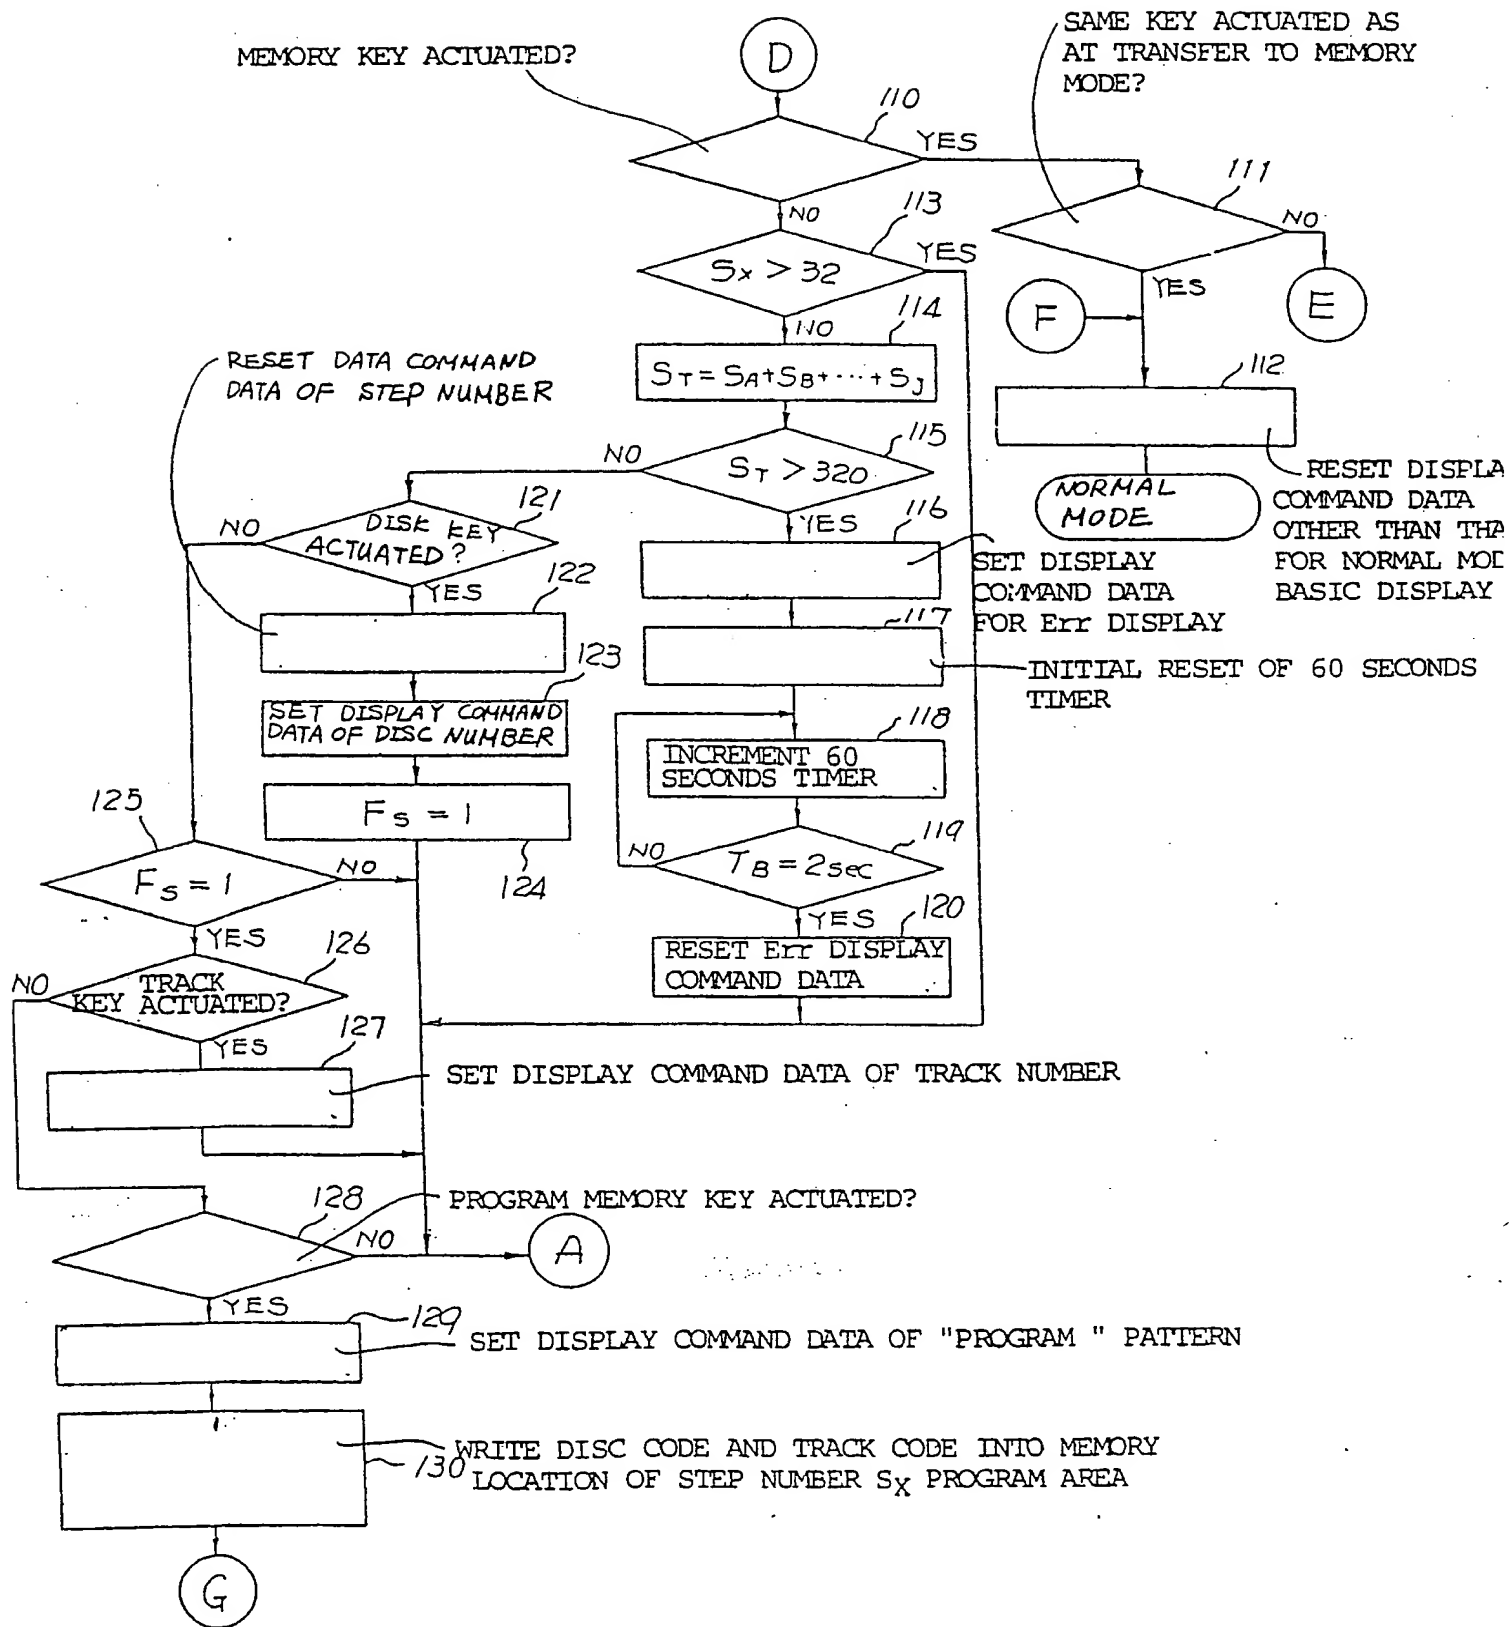 MEMORY KEY ACTUATED?
D
SAME KEY ACTUATED AS
AT TRANSFER TO MEMORY
MODE?
110
YES
NO
111
NO
YES
E
F
113
Sx > 32
YES
NO
114
ST = SA + SB + ··· + SJ
112
RESET DISPLA
COMMAND DATA
OTHER THAN THA
FOR NORMAL MOD
BASIC DISPLAY
NORMAL
MODE
RESET DATA COMMAND
DATA OF STEP NUMBER
115
ST > 320
NO
YES
116
SET DISPLAY
COMMAND DATA
FOR Err DISPLAY
117
INITIAL RESET OF 60 SECONDS
TIMER
118
INCREMENT 60
SECONDS TIMER
119
TB = 2sec
NO
YES
120
RESET Err DISPLAY
COMMAND DATA
121
DISK KEY
ACTUATED?
NO
YES
122
123
SET DISPLAY COMMAND
DATA OF DISC NUMBER
Fs = 1
124
125
Fs = 1
NO
YES
126
TRACK
KEY ACTUATED?
NO
YES
127
SET DISPLAY COMMAND DATA OF TRACK NUMBER
128
PROGRAM MEMORY KEY ACTUATED?
NO
A
YES
129
SET DISPLAY COMMAND DATA OF "PROGRAM " PATTERN
130
WRITE DISC CODE AND TRACK CODE INTO MEMORY
LOCATION OF STEP NUMBER SX PROGRAM AREA
G